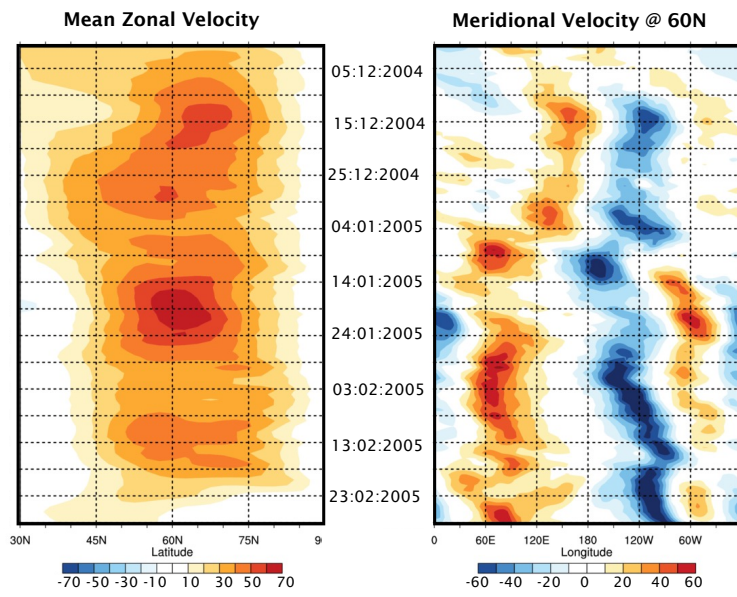 Mean Zonal Velocity
Meridional Velocity @ 60N
05:12:2004
15:12:2004
25:12:2004
04:01:2005
14:01:2005
24:01:2005
03:02:2005
13:02:2005
23:02:2005
30N 45N 60N 75N 9
Latitude
0 60E 120E 180 120W 60W
Longitude
-70 -50 -30 -10 10 30 50 70
-60 -40 -20 0 20 40 60